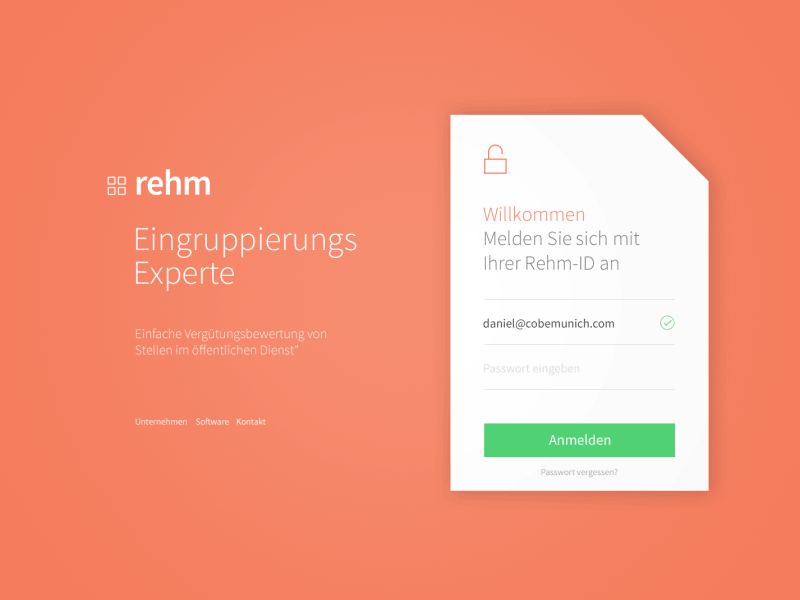 rehm
Eingruppierungs
Experte
Einfache Vergütungsbewertung von
Stellen im öffentlichen Dienst"
Unternehmen Software Kontakt
Willkommen
Melden Sie sich mit
Ihrer Rehm-ID an
daniel@cobemunich.com
Passwort eingeben
Anmelden
Passwort vergessen?